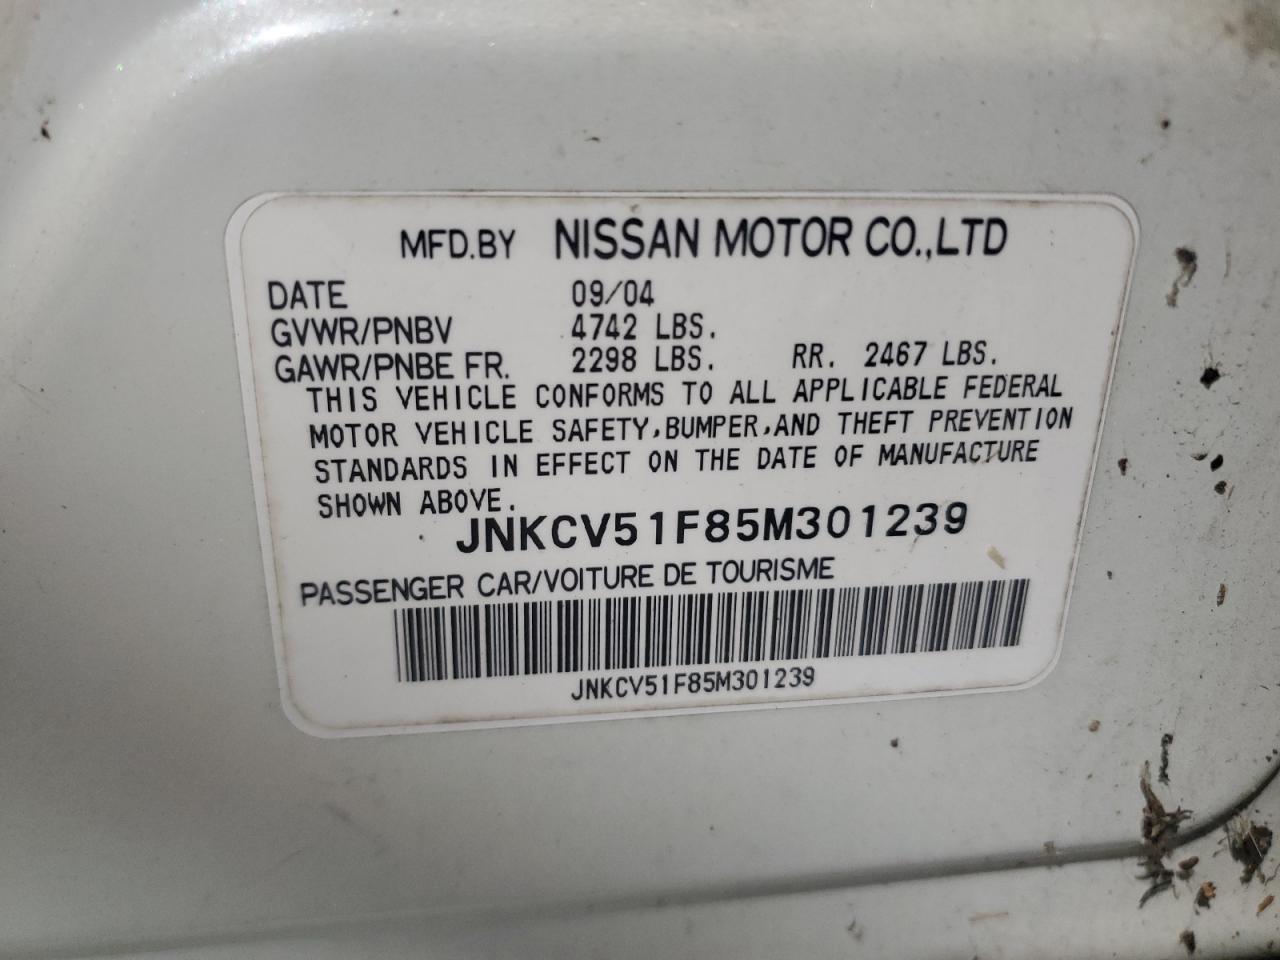 MFD.BY NISSAN MOTOR CO.,LTD
DATE 09/04
GVWR/PNBV 4742 LBS.
GAWR/PNBE FR. 2298 LBS. RR. 2467 LBS.
THIS VEHICLE CONFORMS TO ALL APPLICABLE FEDERAL
MOTOR VEHICLE SAFETY,BUMPER,AND THEFT PREVENTION
STANDARDS IN EFFECT ON THE DATE OF MANUFACTURE
SHOWN ABOVE.
JNKCV51F85M301239
PASSENGER CAR/VOITURE DE TOURISME
JNKCV51F85M301239